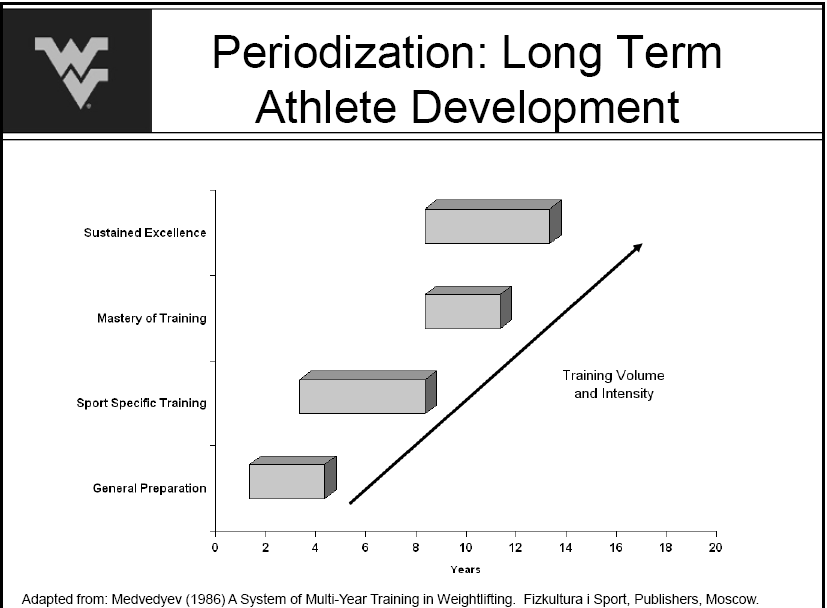 Periodization: Long Term
Athlete Development
Sustained Excellence
Mastery of Training
Sport Specific Training
General Preparation
Training Volume
and Intensity
0 2 4 6 8 10 12 14 16 18 20
Years
Adapted from: Medvedyev (1986) A System of Multi-Year Training in Weightlifting. Fizkultura i Sport, Publishers, Moscow.